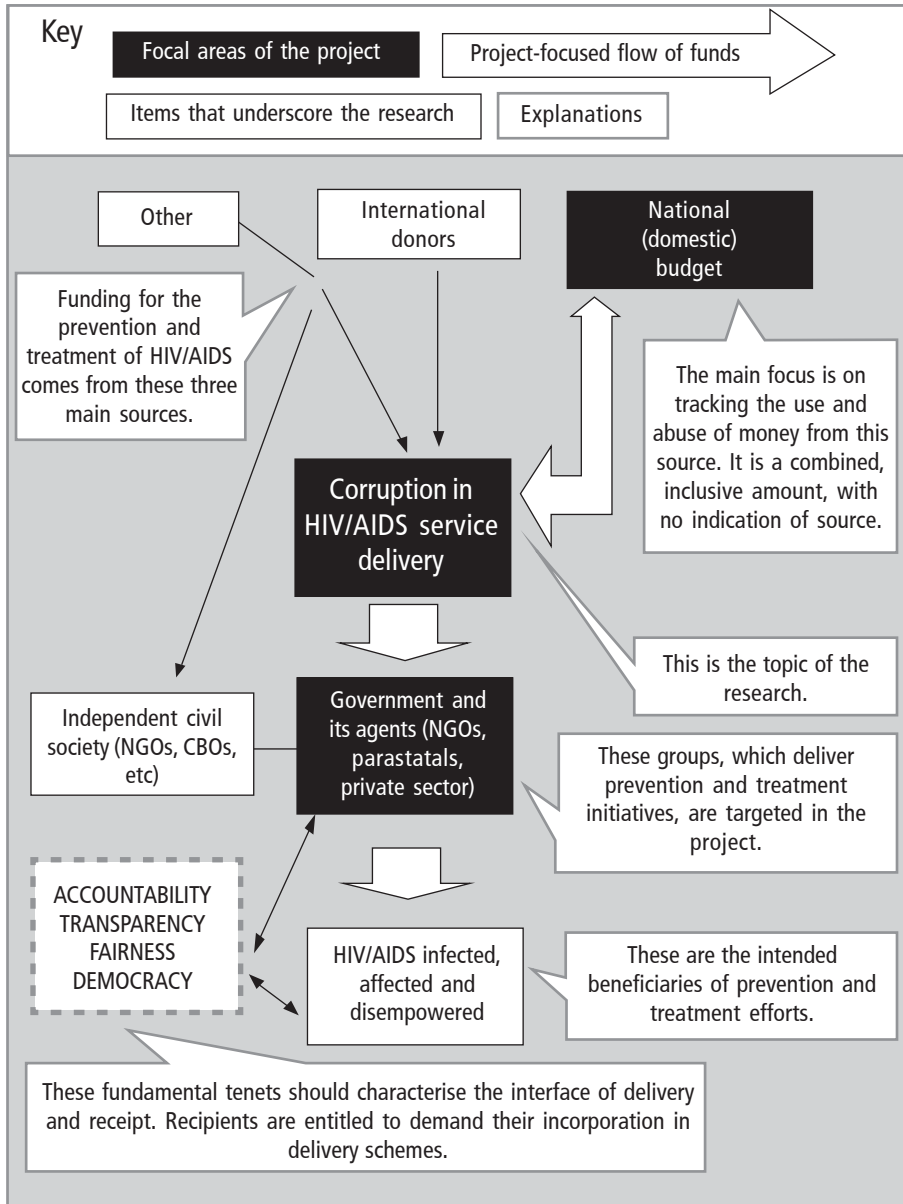 Key
Focal areas of the project
Project-focused flow of funds
Items that underscore the research
Explanations
Other
International
donors
National
(domestic)
budget
Funding for the
prevention and
treatment of HIV/AIDS
comes from these three
main sources.
The main focus is on
tracking the use and
abuse of money from this
source. It is a combined,
inclusive amount, with
no indication of source.
Corruption in
HIV/AIDS service
delivery
This is the topic of the
research.
Independent civil
society (NGOs, CBOs,
etc)
Government and
its agents (NGOs,
parastatals,
private sector)
These groups, which deliver
prevention and treatment
initiatives, are targeted in the
project.
ACCOUNTABILITY
TRANSPARENCY
FAIRNESS
DEMOCRACY
HIV/AIDS infected,
affected and
disempowered
These are the intended
beneficiaries of prevention and
treatment efforts.
These fundamental tenets should characterise the interface of delivery
and receipt. Recipients are entitled to demand their incorporation in
delivery schemes.